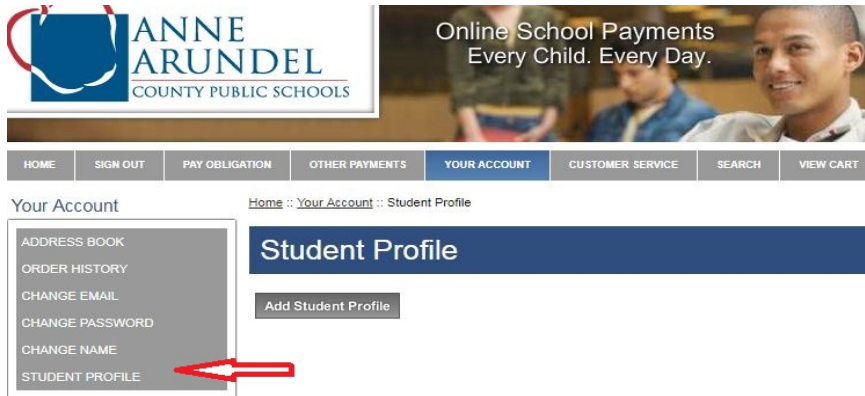 ANNE
ARUNDEL
COUNTY PUBLIC SCHOOLS
Online School Payments
Every Child. Every Day.
HOME SIGN OUT PAY OBLIGATION OTHER PAYMENTS YOUR ACCOUNT CUSTOMER SERVICE SEARCH VIEW CART
Your Account
ADDRESS BOOK
ORDER HISTORY
CHANGE EMAIL
CHANGE PASSWORD
CHANGE NAME
STUDENT PROFILE
Home :: Your Account :: Student Profile
Student Profile
Add Student Profile